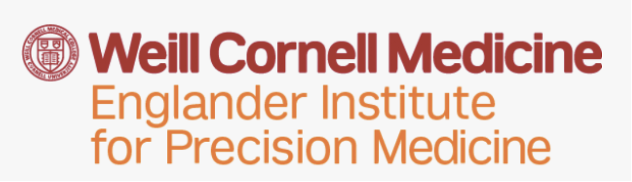 Weill Cornell Medicine
Englander Institute
for Precision Medicine